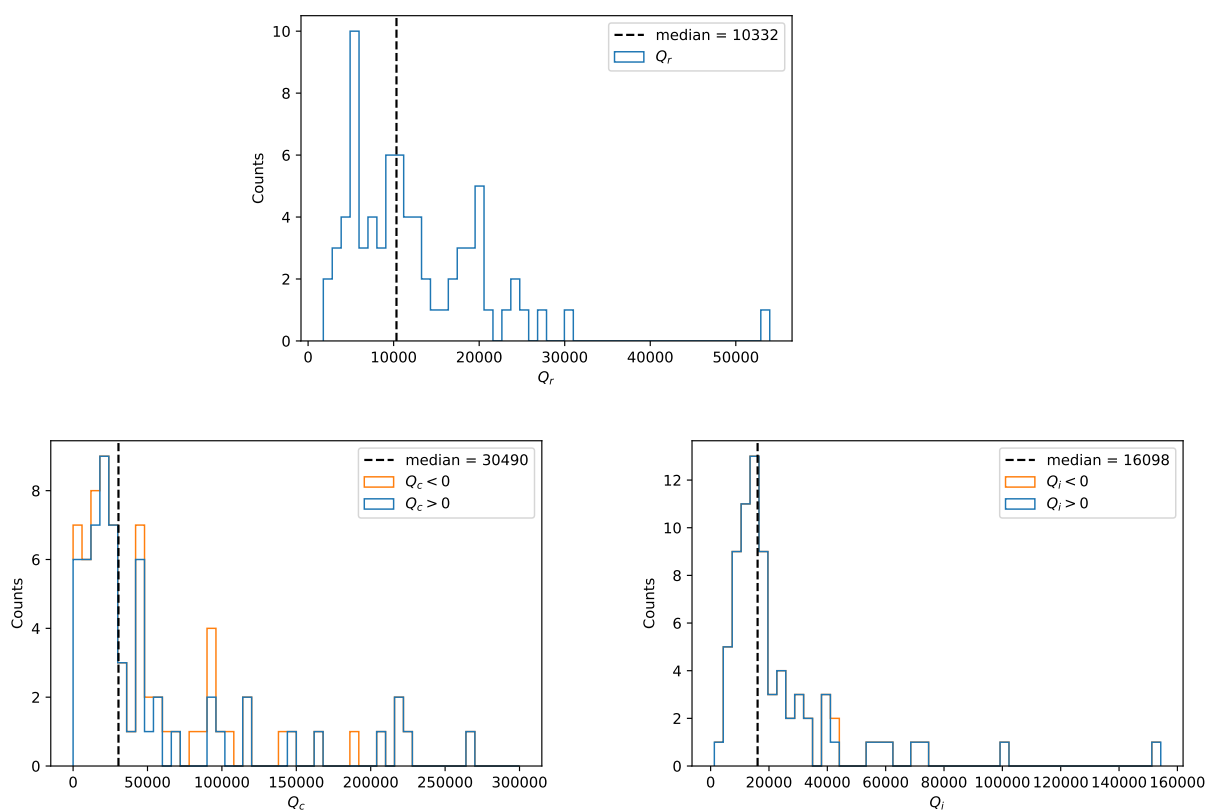 median = 10332
Q_r
10
8
6
4
2
0
Counts
0 10000 20000 30000 40000 50000
Q_r
median = 30490
Q_c < 0
Q_c > 0
8
6
4
2
0
Counts
0 50000 100000 150000 200000 250000 300000
Q_c
median = 16098
Q_i < 0
Q_i > 0
12
10
8
6
4
2
0
Counts
0 20000 40000 60000 80000 100000 120000 140000 160000
Q_i